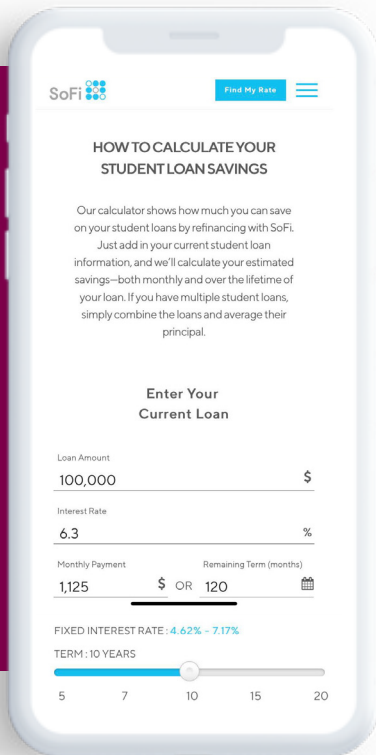 SoFi
Find My Rate
HOW TO CALCULATE YOUR
STUDENT LOAN SAVINGS
Our calculator shows how much you can save
on your student loans by refinancing with SoFi.
Just add in your current student loan
information, and we'll calculate your estimated
savings—both monthly and over the lifetime of
your loan. If you have multiple student loans,
simply combine the loans and average their
principal.
Enter Your
Current Loan
Loan Amount
100,000 $
Interest Rate
6.3 %
Monthly Payment Remaining Term (months)
1,125 $ OR 120
FIXED INTEREST RATE : 4.62% - 7.17%
TERM : 10 YEARS
5 7 10 15 20